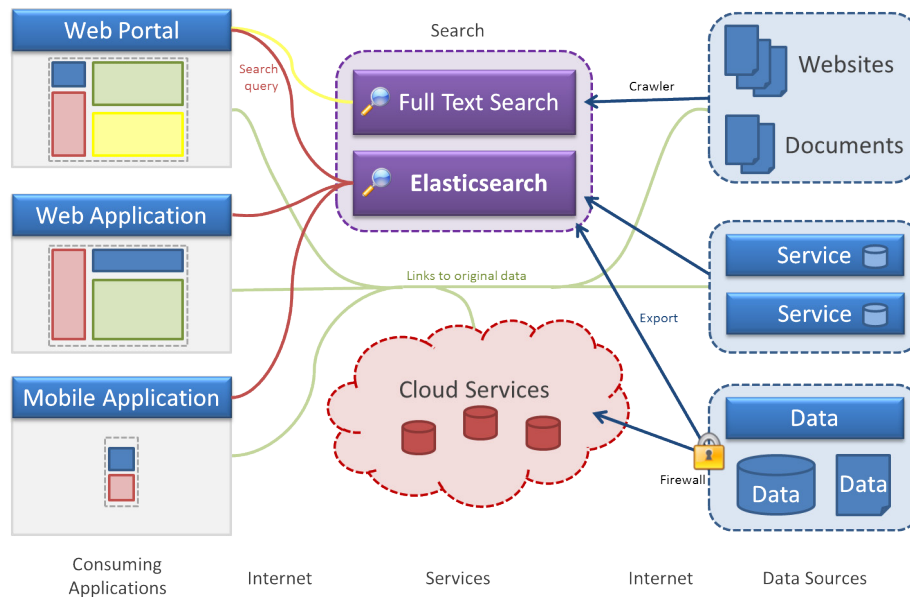 Web Portal
Search
query
Web Application
Mobile Application
Search
Full Text Search
Elasticsearch
Links to original data
Cloud Services
Crawler
Export
Firewall
Websites
Documents
Service
Service
Data
Data
Data
Consuming
Applications
Internet
Services
Internet
Data Sources